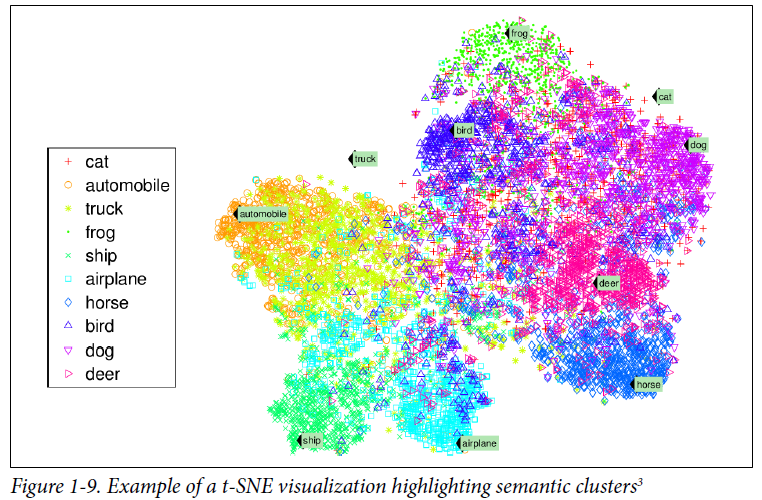 frog
cat
bird
dog
truck
cat
automobile
truck
frog
ship
airplane
horse
bird
dog
deer
automobile
deer
horse
ship
airplane
Figure 1-9. Example of a t-SNE visualization highlighting semantic clusters³